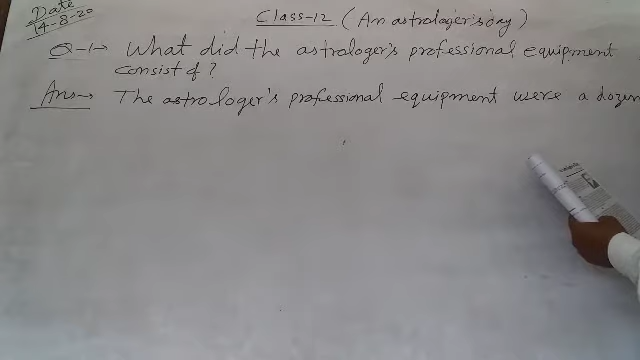 Date
14-8-20
Class-12 (An astrologer's day)
Q-1→ What did the astrologer's professional equipment
consist of?
Ans→ The astrologer's professional equipment were a dozen